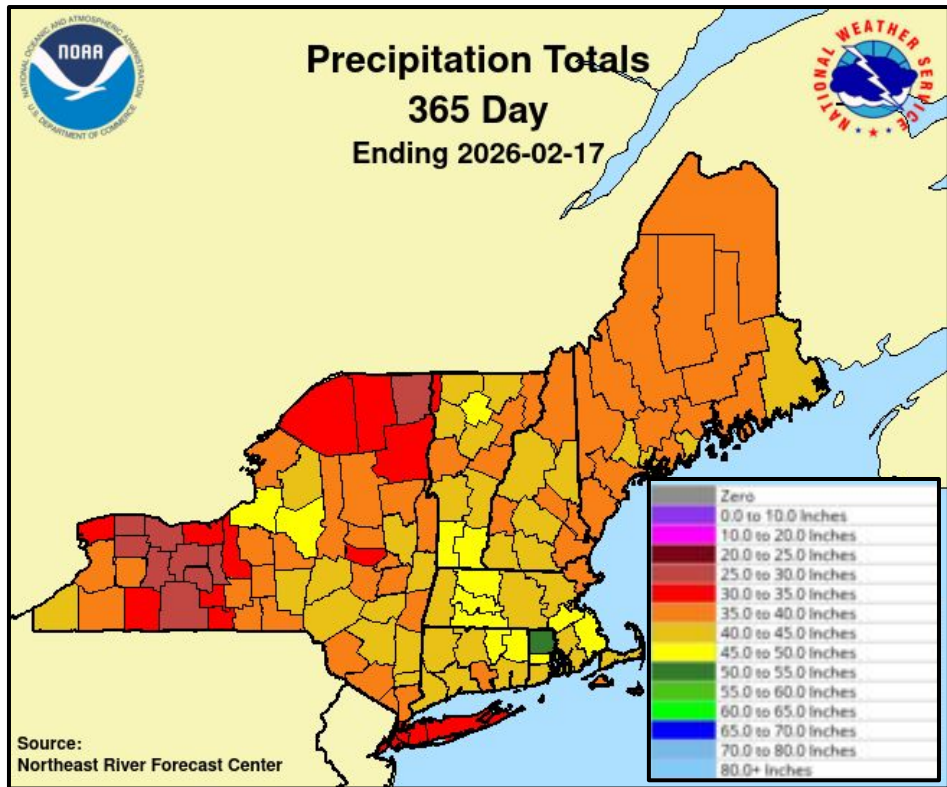 NATIONAL OCEANIC AND ATMOSPHERIC ADMINISTRATION
NOAA
U.S. DEPARTMENT OF COMMERCE
Precipitation Totals
365 Day
Ending 2026-02-17
NATIONAL WEATHER SERVICE
Zero
0.0 to 10.0 Inches
10.0 to 20.0 Inches
20.0 to 25.0 Inches
25.0 to 30.0 Inches
30.0 to 35.0 Inches
35.0 to 40.0 Inches
40.0 to 45.0 Inches
45.0 to 50.0 Inches
50.0 to 55.0 Inches
55.0 to 60.0 Inches
60.0 to 65.0 Inches
65.0 to 70.0 Inches
70.0 to 80.0 Inches
80.0+ Inches
Source:
Northeast River Forecast Center